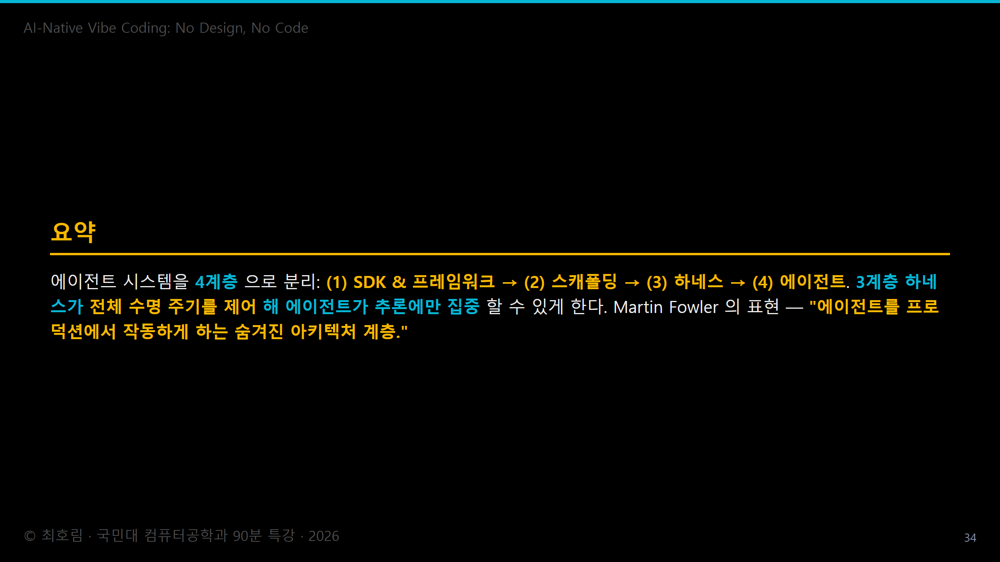 AI-Native Vibe Coding: No Design, No Code
요약
에이전트 시스템을 4계층 으로 분리: (1) SDK & 프레임워크 → (2) 스캐폴딩 → (3) 하네스 → (4) 에이전트. 3계층 하네
스가 전체 수명 주기를 제어 해 에이전트가 추론에만 집중 할 수 있게 한다. Martin Fowler 의 표현 — "에이전트를 프로
덕션에서 작동하게 하는 숨겨진 아키텍처 계층."
© 최호림 · 국민대 컴퓨터공학과 90분 특강 · 2026
34